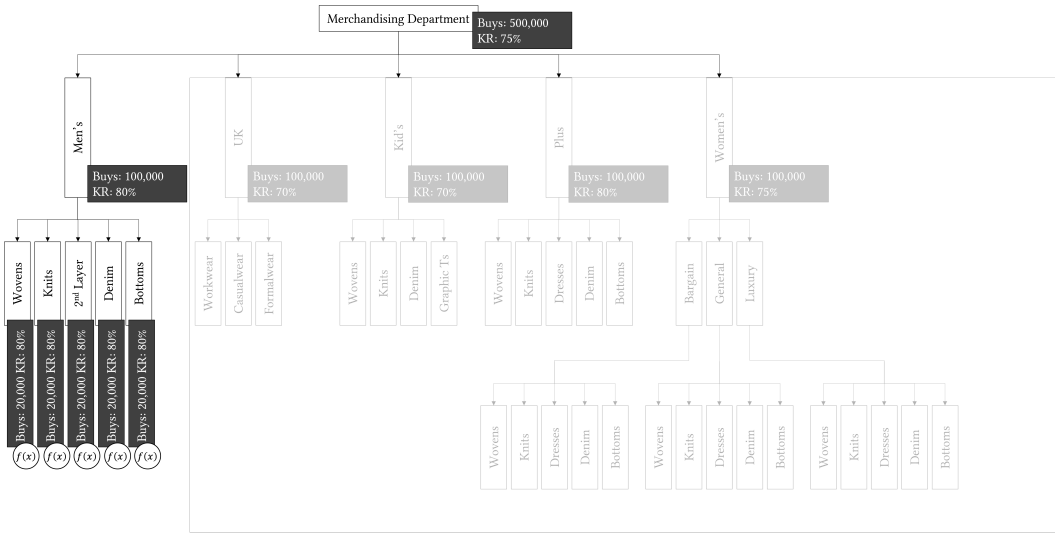 Merchandising Department
Buys: 500,000
KR: 75%
Men's
UK
Kid's
Plus
Women's
Buys: 100,000
KR: 80%
Buys: 100,000
KR: 70%
Buys: 100,000
KR: 70%
Buys: 100,000
KR: 80%
Buys: 100,000
KR: 75%
Wovens
Knits
2nd Layer
Denim
Bottoms
Workwear
Casualwear
Formalwear
Wovens
Knits
Denim
Graphic Ts
Wovens
Knits
Dresses
Denim
Bottoms
Bargain
General
Luxury
Buys: 20,000 KR: 80%
Buys: 20,000 KR: 80%
Buys: 20,000 KR: 80%
Buys: 20,000 KR: 80%
Buys: 20,000 KR: 80%
f(x)
f(x)
f(x)
f(x)
f(x)
Wovens
Knits
Dresses
Denim
Bottoms
Wovens
Knits
Dresses
Denim
Bottoms
Wovens
Knits
Dresses
Denim
Bottoms